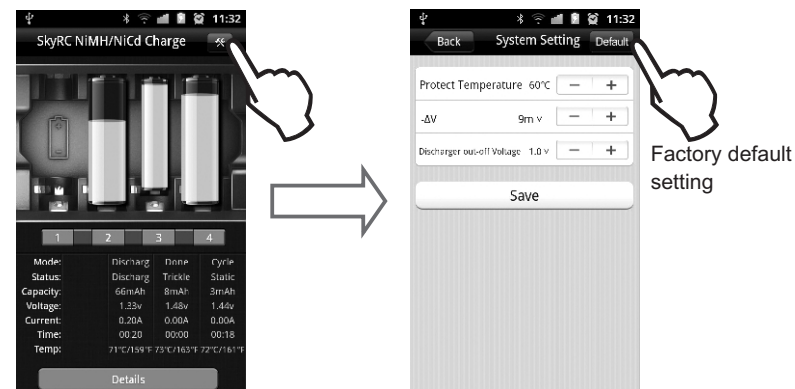 11:32
SkyRC NiMH/NiCd Charge
1 2 3 4
Mode: Discharg Done Cycle
Status: Discharg Trickle Static
Capacity: 66mAh 8mAh 3mAh
Voltage: 1.33v 1.48v 1.44v
Current: 0.20A 0.00A 0.00A
Time: 00:20 00:00 00:18
Temp: 71°C/159°F 73°C/163°F 72°C/161°F
Details
11:32
Back System Setting Default
Protect Temperature 60℃ − +
-ΔV 9m v − +
Discharger out-off Voltage 1.0 v − +
Save
Factory default
setting